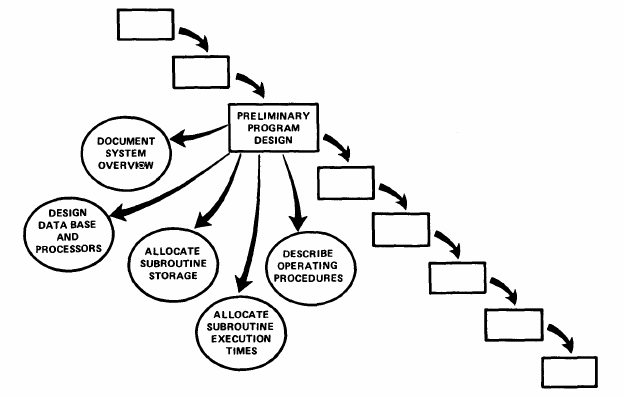 PRELIMINARY
PROGRAM
DESIGN
DOCUMENT
SYSTEM
OVERVIEW
DESIGN
DATA BASE
AND
PROCESSORS
ALLOCATE
SUBROUTINE
STORAGE
ALLOCATE
SUBROUTINE
EXECUTION
TIMES
DESCRIBE
OPERATING
PROCEDURES